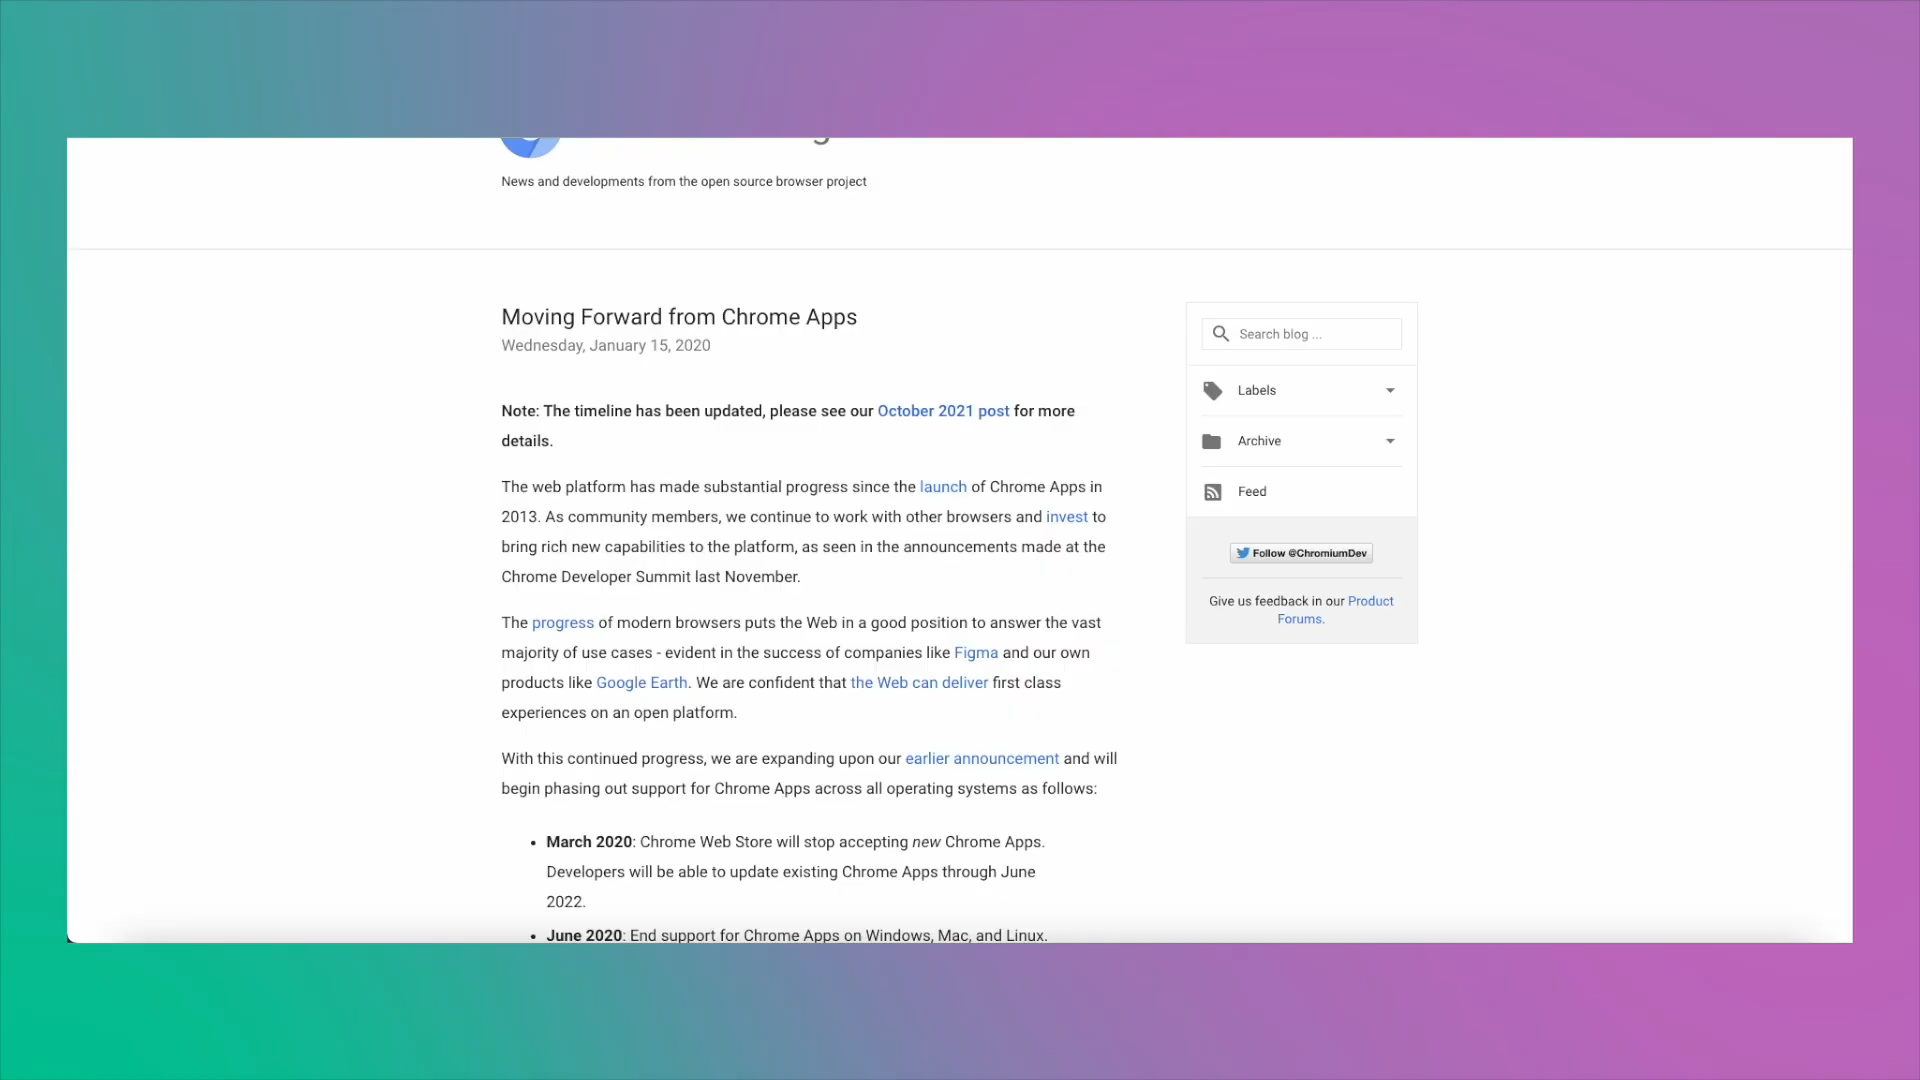 News and developments from the open source browser project
Moving Forward from Chrome Apps
Wednesday, January 15, 2020
Note: The timeline has been updated, please see our October 2021 post for more
details.
The web platform has made substantial progress since the launch of Chrome Apps in
2013. As community members, we continue to work with other browsers and invest to
bring rich new capabilities to the platform, as seen in the announcements made at the
Chrome Developer Summit last November.
The progress of modern browsers puts the Web in a good position to answer the vast
majority of use cases - evident in the success of companies like Figma and our own
products like Google Earth. We are confident that the Web can deliver first class
experiences on an open platform.
With this continued progress, we are expanding upon our earlier announcement and will
begin phasing out support for Chrome Apps across all operating systems as follows:
• March 2020: Chrome Web Store will stop accepting new Chrome Apps.
Developers will be able to update existing Chrome Apps through June
2022.
• June 2020: End support for Chrome Apps on Windows, Mac, and Linux.
Search blog ...
Labels
Archive
Feed
Follow @ChromiumDev
Give us feedback in our Product
Forums.